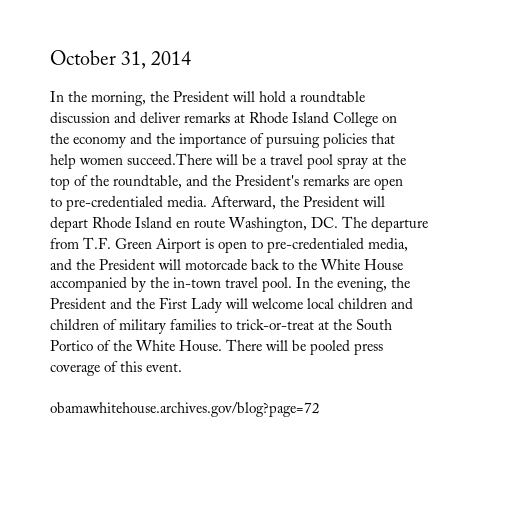 October 31, 2014
In the morning, the President will hold a roundtable
discussion and deliver remarks at Rhode Island College on
the economy and the importance of pursuing policies that
help women succeed.There will be a travel pool spray at the
top of the roundtable, and the President's remarks are open
to pre-credentialed media. Afterward, the President will
depart Rhode Island en route Washington, DC. The departure
from T.F. Green Airport is open to pre-credentialed media,
and the President will motorcade back to the White House
accompanied by the in-town travel pool. In the evening, the
President and the First Lady will welcome local children and
children of military families to trick-or-treat at the South
Portico of the White House. There will be pooled press
coverage of this event.
obamawhitehouse.archives.gov/blog?page=72